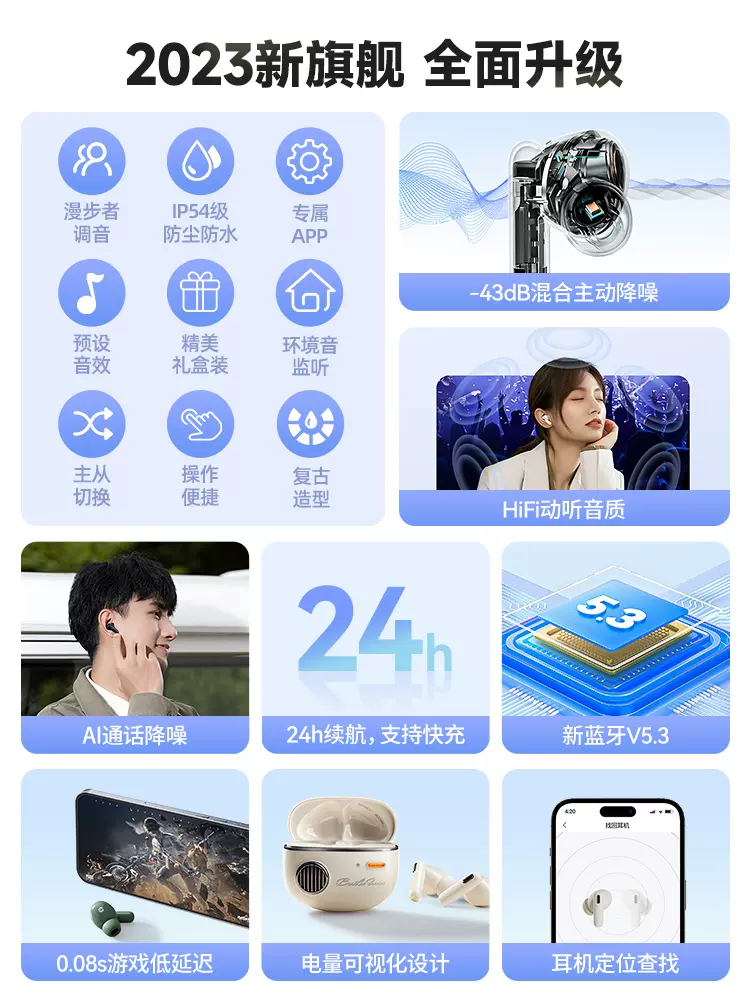 2023新旗舰 全面升级
漫步者
调音
IP54级
防尘防水
专属
APP
预设
音效
精美
礼盒装
环境音
监听
主从
切换
操作
便捷
复古
造型
-43dB混合主动降噪
HiFi动听音质
AI通话降噪
24h
24h续航,支持快充
5.3
新蓝牙V5.3
0.08s游戏低延迟
电量可视化设计
4:20
找回耳机
耳机定位查找